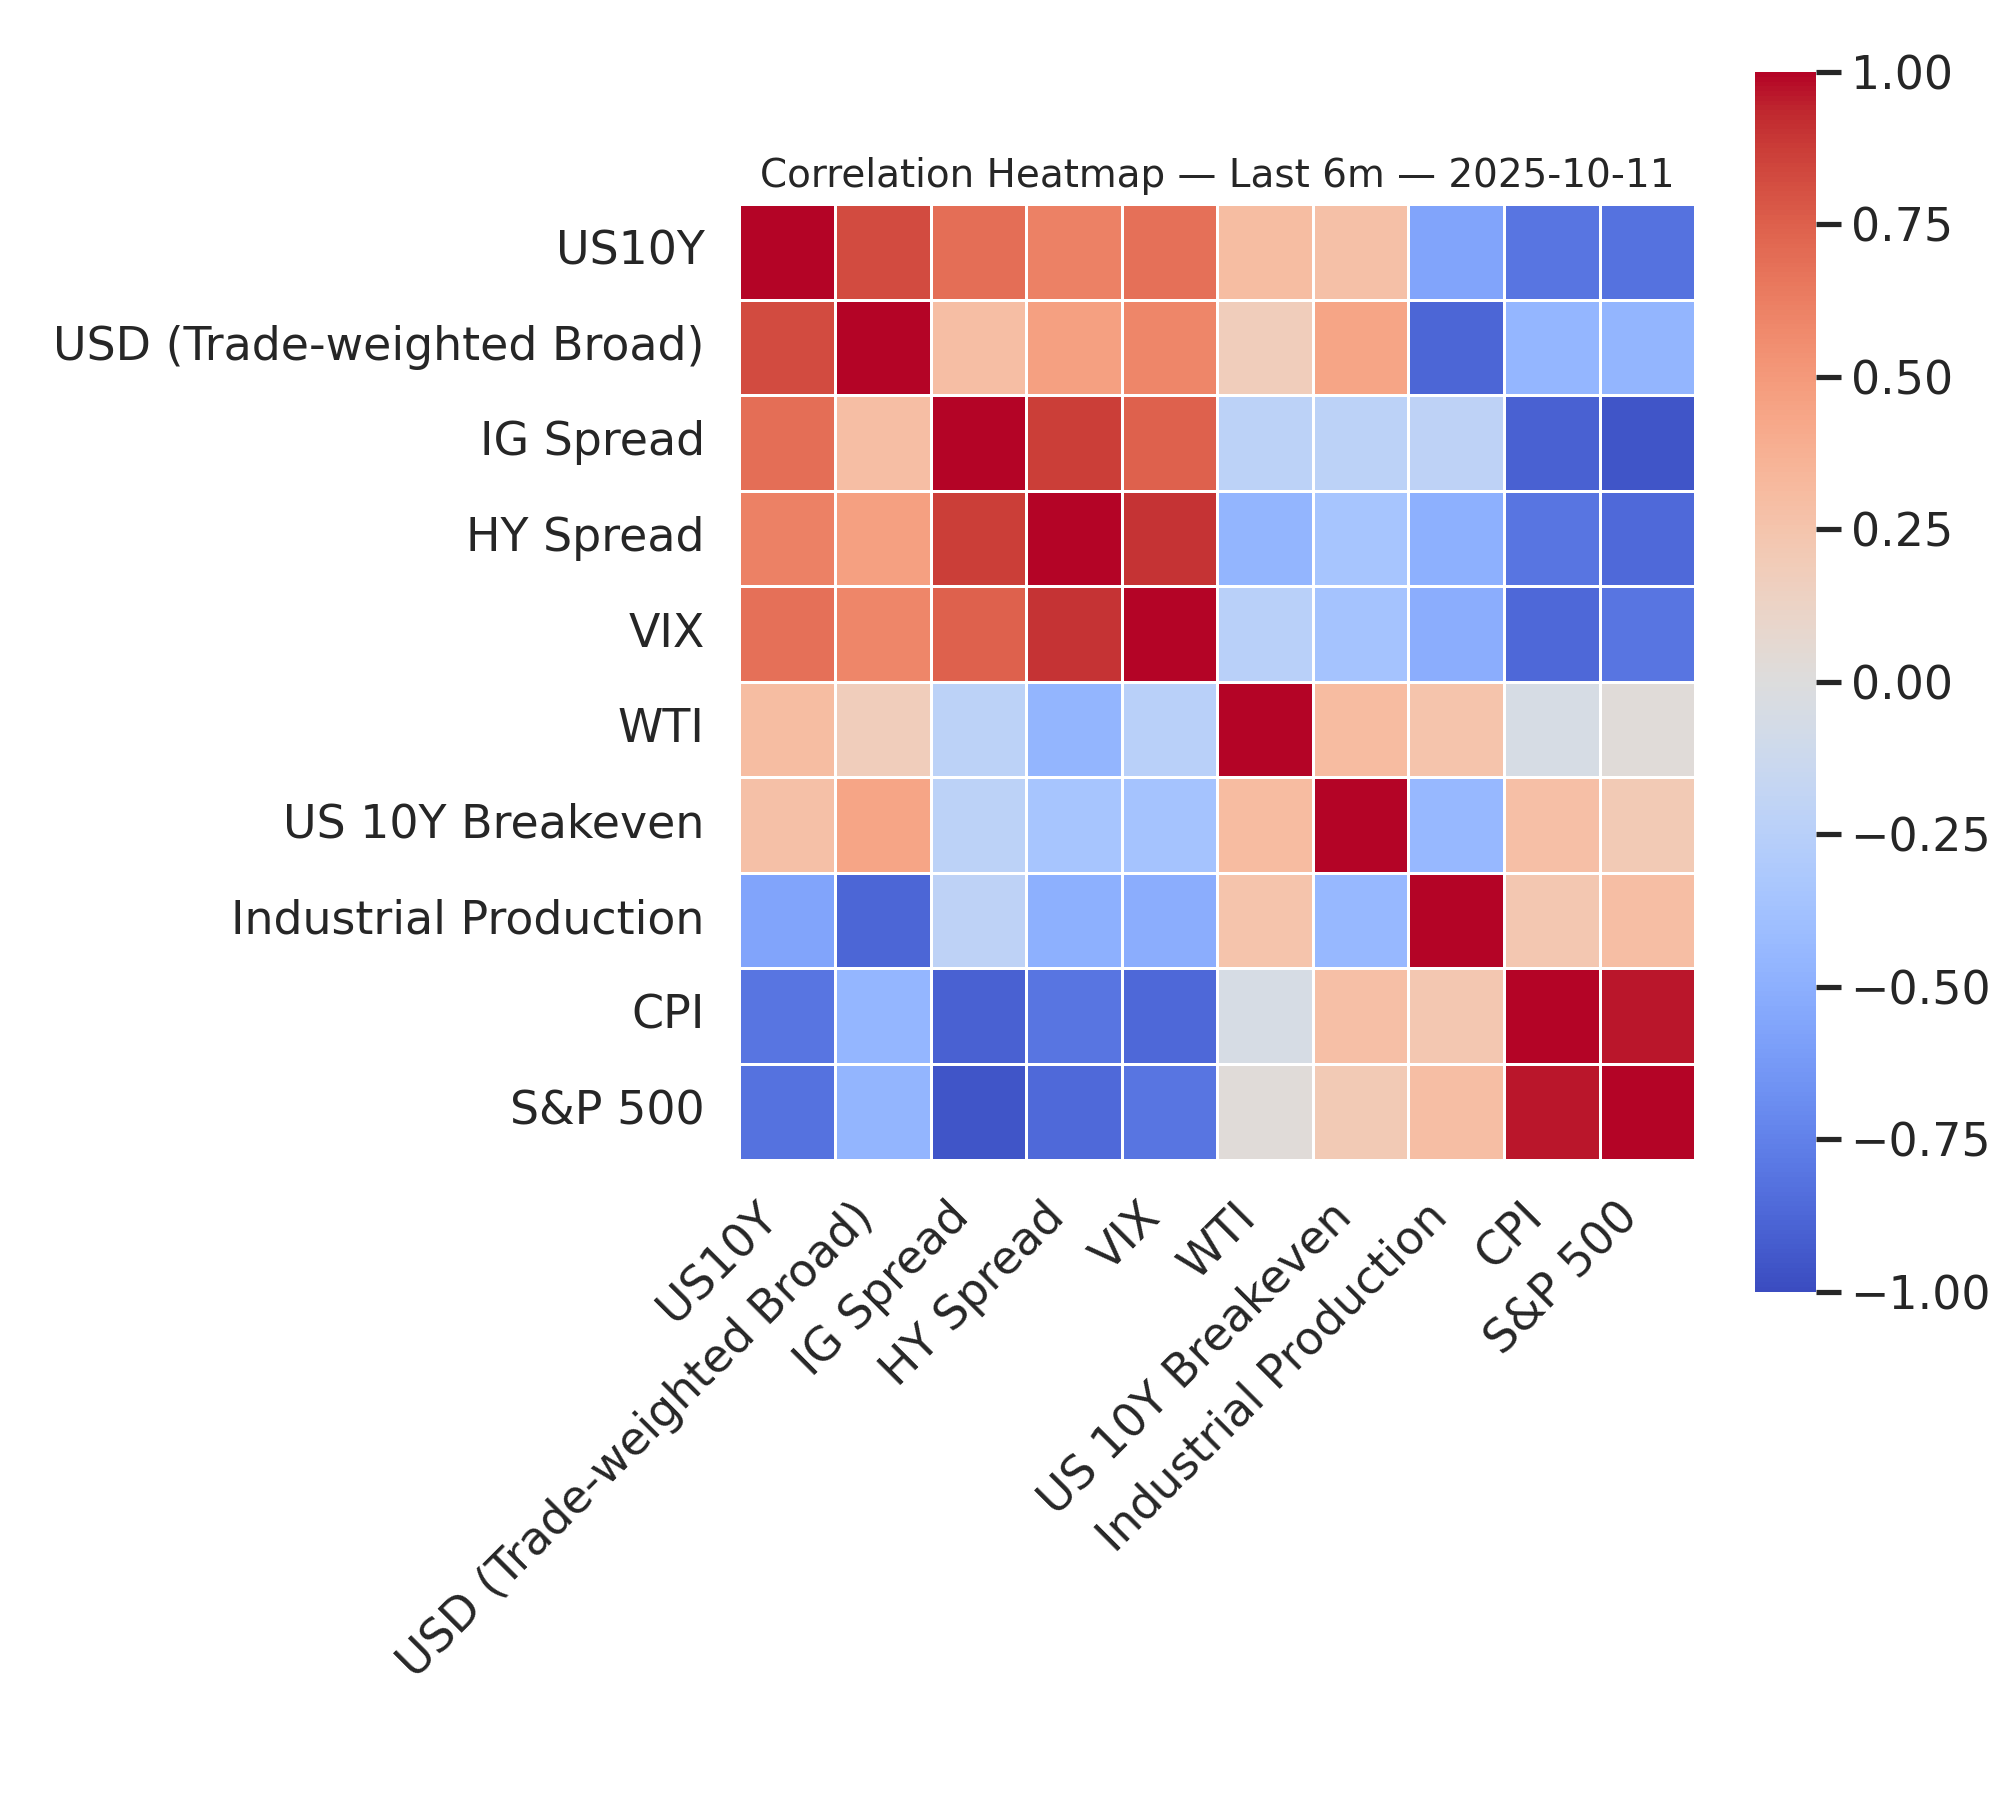 Correlation Heatmap — Last 6m — 2025-10-11
US10Y
USD (Trade-weighted Broad)
IG Spread
HY Spread
VIX
WTI
US 10Y Breakeven
Industrial Production
CPI
S&P 500
US10Y
USD (Trade-weighted Broad)
IG Spread
HY Spread
VIX
WTI
US 10Y Breakeven
Industrial Production
CPI
S&P 500
1.00
0.75
0.50
0.25
0.00
−0.25
−0.50
−0.75
−1.00